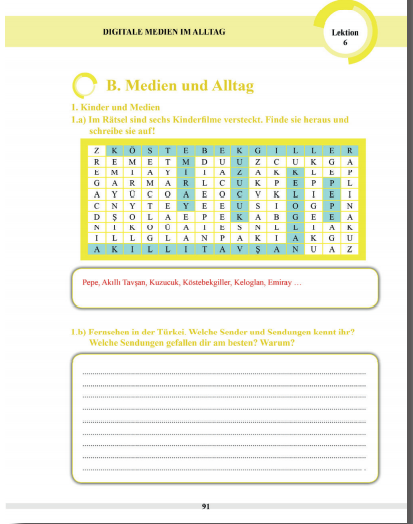 DIGITALE MEDIEN IM ALLTAG
Lektion
6
B. Medien und Alltag
1. Kinder und Medien
1.a) Im Rätsel sind sechs Kinderfilme versteckt. Finde sie heraus und
schreibe sie auf!
Z K Ö S T E B E K G İ L L E R
R E M E T M D U U Z C U K G A
E M I A Y I I A Z A K K L E P
G A R M A R L C U K P E P P L
A Y Ü Ç O A E O C V K L I E I
C N Y T E Y E E U S I O G P N
D Ş O L A E P E K A B G E E A
N I K O Ü A I E S N L L I A K
I L L G L A N P A K I A K G U
A K I L L I T A V Ş A N U A Z
Pepe, Akıllı Tavşan, Kuzucuk, Köstebekgiller, Keloglan, Emiray …
1.b) Fernsehen in der Türkei. Welche Sender und Sendungen kennt ihr?
Welche Sendungen gefallen dir am besten? Warum?
91